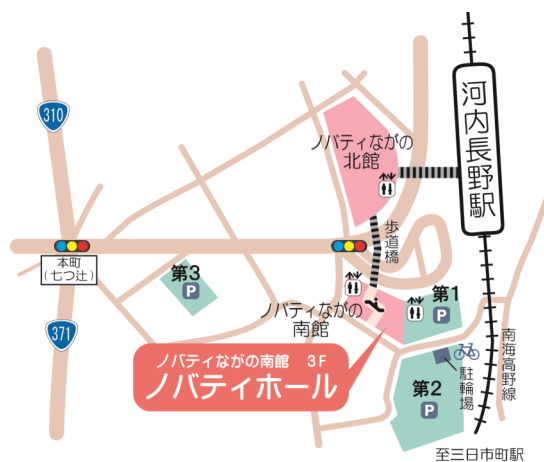 310
河内長野駅
ノバティながの
北館
歩道橋
本町
(七つ辻)
第3
P
ノバティながの
南館
第1
P
371
ノバティながの南館 3F
ノバティホール
第2
P
駐輪場
南海高野線
至三日市町駅